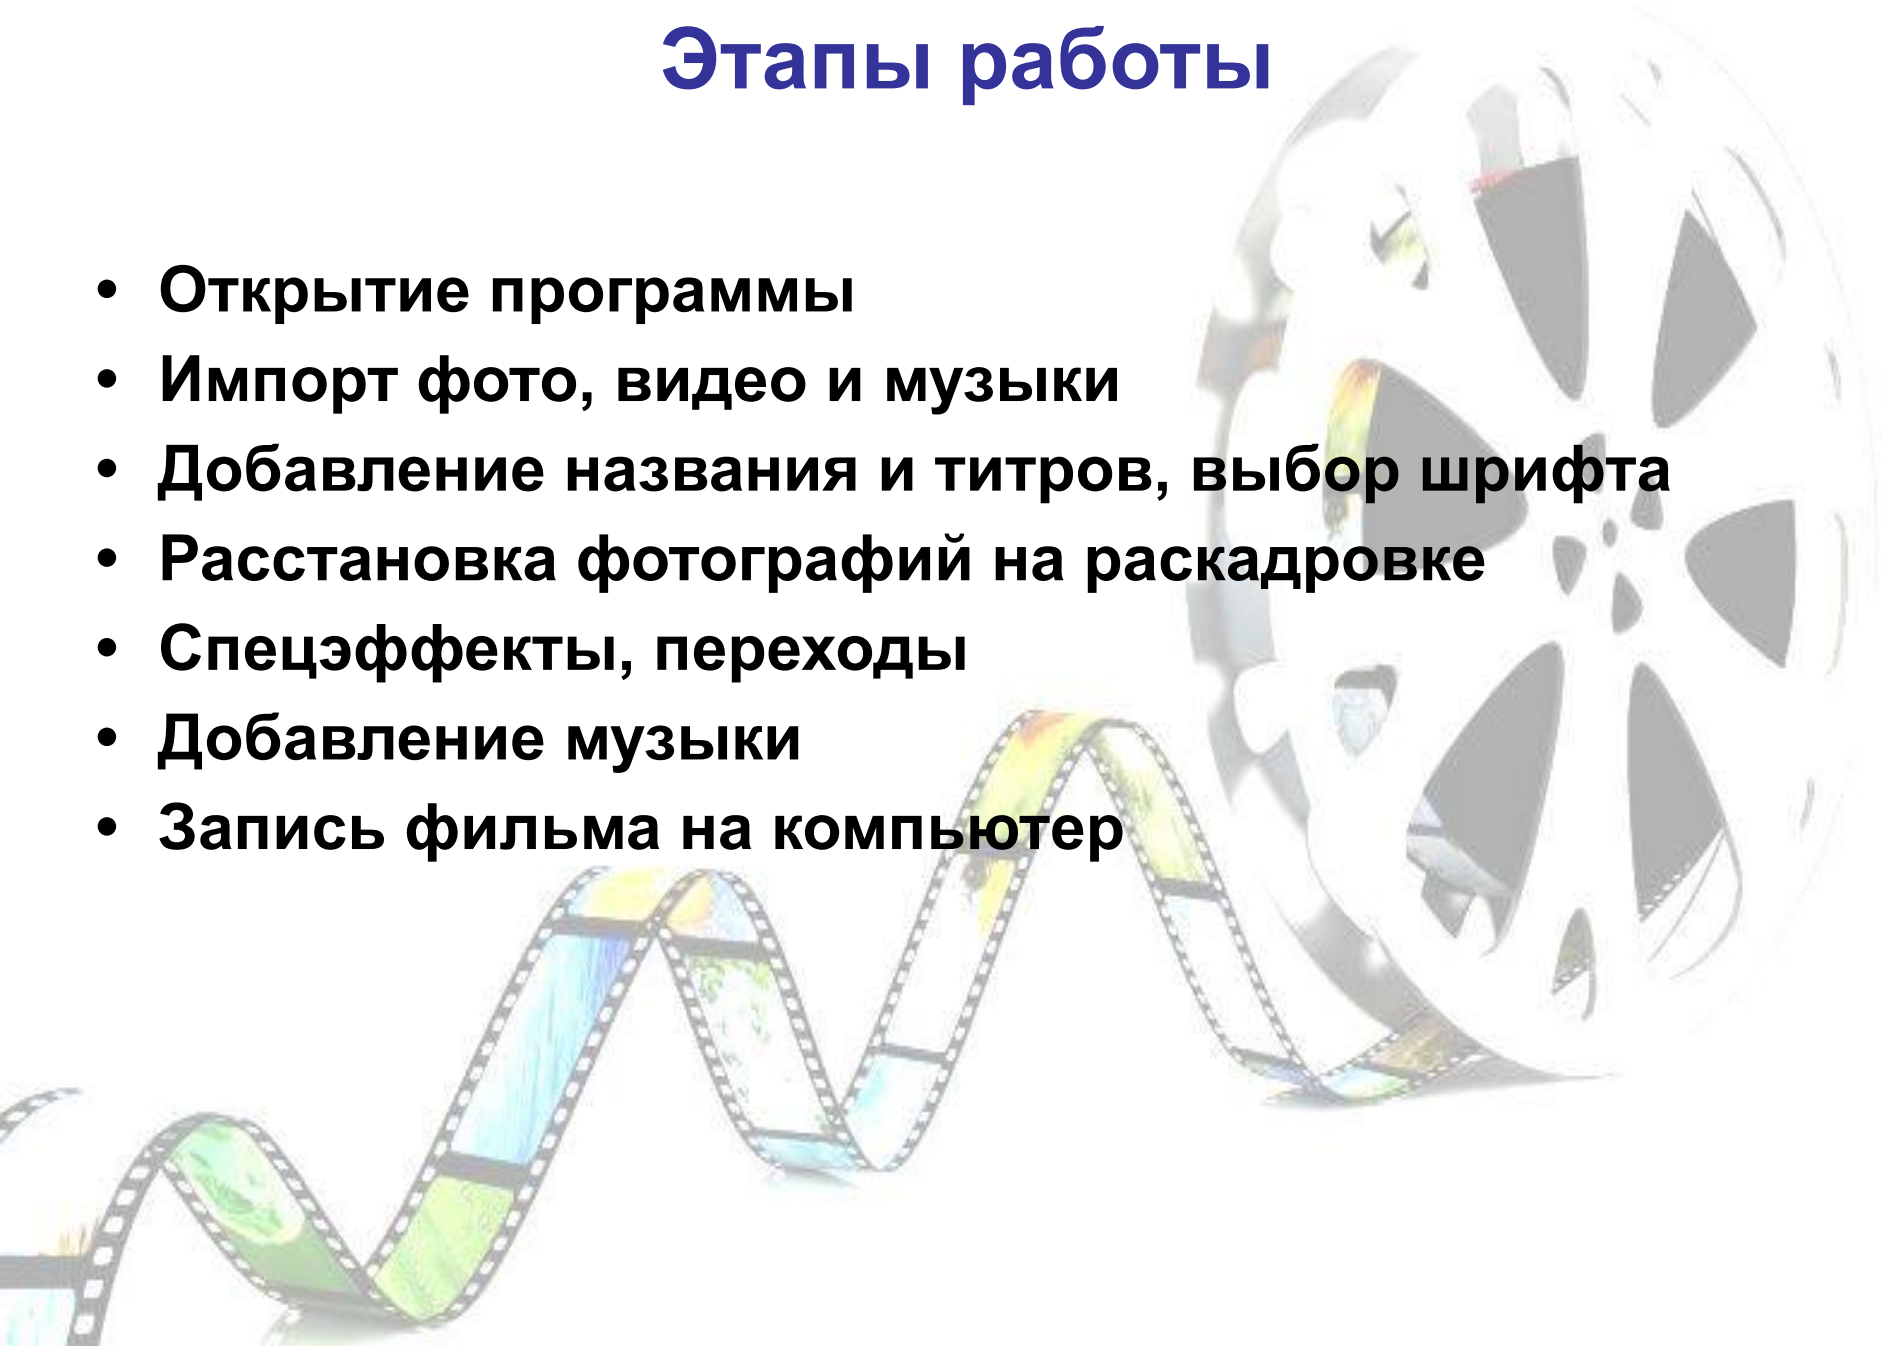 Этапы работы
• Открытие программы
• Импорт фото, видео и музыки
• Добавление названия и титров, выбор шрифта
• Расстановка фотографий на раскадровке
• Спецэффекты, переходы
• Добавление музыки
• Запись фильма на компьютер